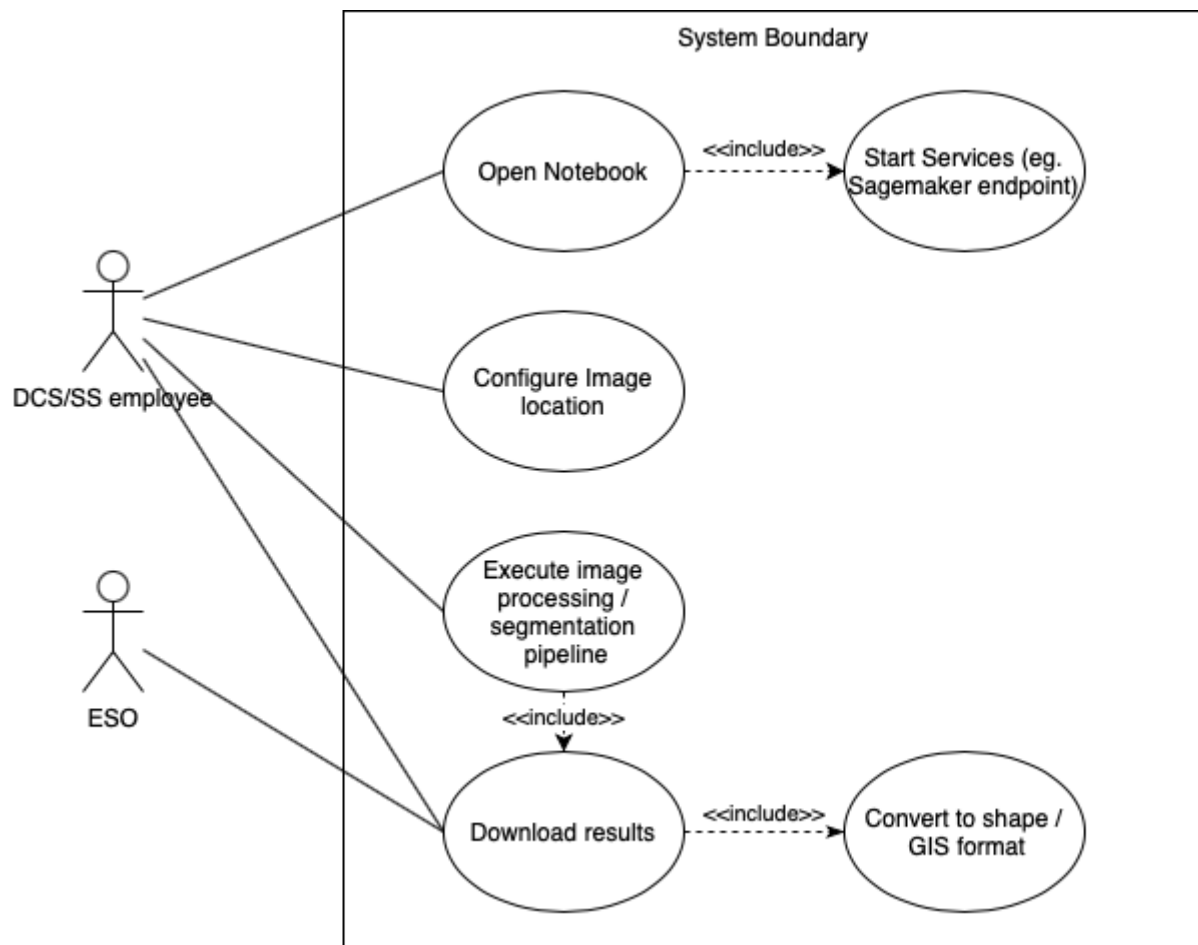 System Boundary
Open Notebook
<<include>>
Start Services (eg.
Sagemaker endpoint)
DCS/SS employee
Configure Image
location
Execute image
processing /
segmentation
pipeline
ESO
<<include>>
Download results
<<include>>
Convert to shape /
GIS format